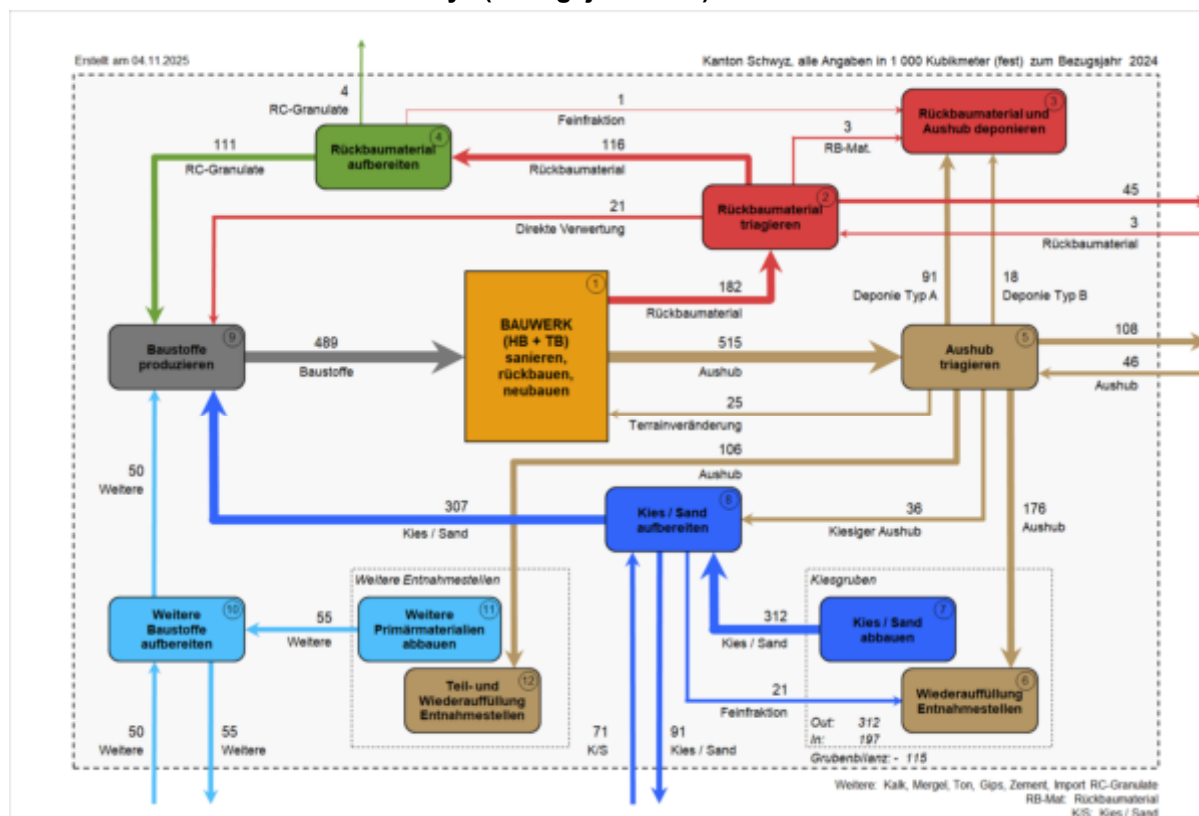 Erstellt am 04.11.2025
Kanton Schwyz, alle Angaben in 1 000 Kubikmeter (fest) zum Bezugsjahr 2024
4
RC-Granulate
1
Feinfraktion
3
Rückbaumaterial und
Aushub deponieren
4
Rückbaumaterial
aufbereiten
111
RC-Granulate
116
Rückbaumaterial
3
RB-Mat.
2
Rückbaumaterial
triagieren
45
3
Rückbaumaterial
21
Direkte Verwertung
91
Deponie Typ A
18
Deponie Typ B
1
BAUWERK
(HB + TB)
sanieren,
rückbauen,
neubauen
182
Rückbaumaterial
9
Baustoffe
produzieren
489
Baustoffe
515
Aushub
5
Aushub
triagieren
108
46
Aushub
25
Terrainveränderung
106
Aushub
50
Weitere
307
Kies / Sand
8
Kies / Sand
aufbereiten
36
Kiesiger Aushub
176
Aushub
Weitere Entnahmestellen
Kiesgruben
10
Weitere
Baustoffe
aufbereiten
55
Weitere
11
Weitere
Primärmaterialien
abbauen
312
Kies / Sand
7
Kies / Sand
abbauen
12
Teil- und
Wiederauffüllung
Entnahmestellen
21
Feinfraktion
6
Wiederauffüllung
Entnahmestellen
50
Weitere
55
Weitere
71
K/S
91
Kies / Sand
Out: 312
In: 197
Grubenbilanz: - 115
Weitere: Kalk, Mergel, Ton, Gips, Zement, Import RC-Granulate
RB-Mat: Rückbaumaterial
K/S: Kies / Sand